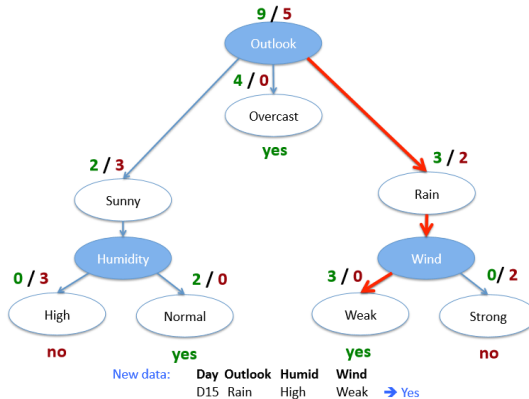 9 / 5
Outlook
4 / 0
Overcast
yes
2 / 3
3 / 2
Sunny
Rain
Humidity
Wind
0 / 3
2 / 0
3 / 0
0/ 2
High
Normal
Weak
Strong
no
yes
yes
no
New data: Day Outlook Humid Wind
D15 Rain High Weak → Yes